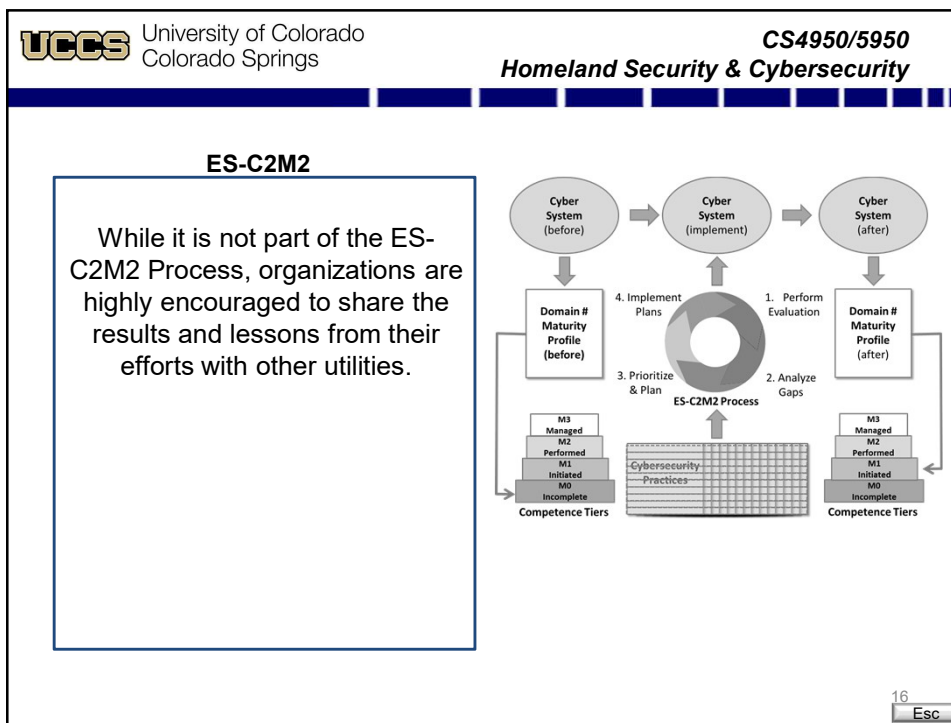 UCCS University of Colorado
Colorado Springs
CS4950/5950
Homeland Security & Cybersecurity
ES-C2M2
While it is not part of the ES-
C2M2 Process, organizations are
highly encouraged to share the
results and lessons from their
efforts with other utilities.
Cyber
System
(before)
Cyber
System
(implement)
Cyber
System
(after)
Domain #
Maturity
Profile
(before)
4. Implement
Plans
1. Perform
Evaluation
3. Prioritize
& Plan
2. Analyze
Gaps
ES-C2M2 Process
Domain #
Maturity
Profile
(after)
M3
Managed
M2
Performed
M1
Initiated
M0
Incomplete
Competence Tiers
Cybersecurity
Practices
M3
Managed
M2
Performed
M1
Initiated
M0
Incomplete
Competence Tiers
16
Esc